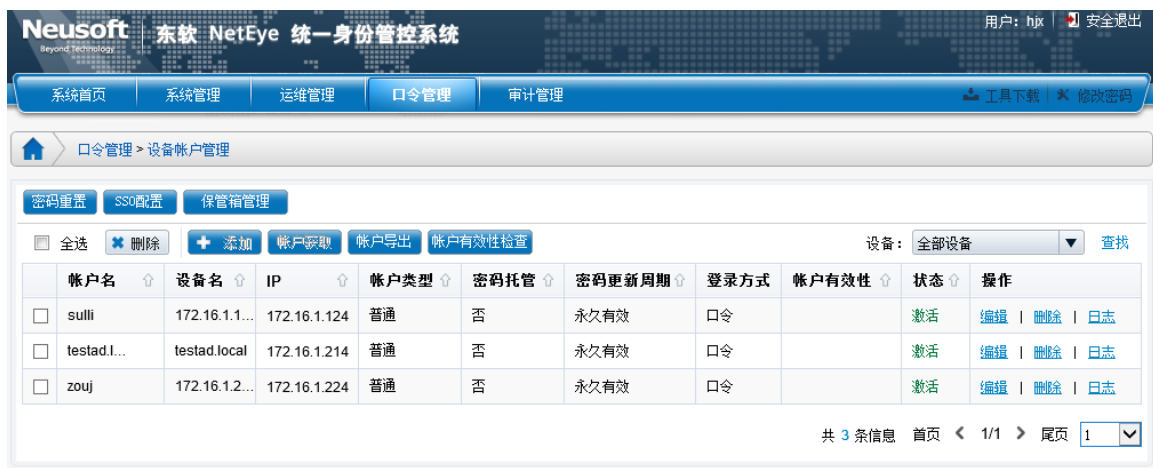 Neusoft 东软 NetEye 统一身份管控系统 用户: hjx 安全退出
Beyond Technology
系统首页 系统管理 运维管理 口令管理 审计管理 工具下载 修改密码
口令管理 > 设备帐户管理
密码重置 SSO配置 保管箱管理
全选 删除 添加 帐户获取 帐户导出 帐户有效性检查 设备: 全部设备 查找
帐户名 设备名 IP 帐户类型 密码托管 密码更新周期 登录方式 帐户有效性 状态 操作
sulli 172.16.1.1... 172.16.1.124 普通 否 永久有效 口令 激活 编辑 | 删除 | 日志
testad.l... testad.local 172.16.1.214 普通 否 永久有效 口令 激活 编辑 | 删除 | 日志
zouj 172.16.1.2... 172.16.1.224 普通 否 永久有效 口令 激活 编辑 | 删除 | 日志
共 3 条信息 首页 1/1 尾页 1